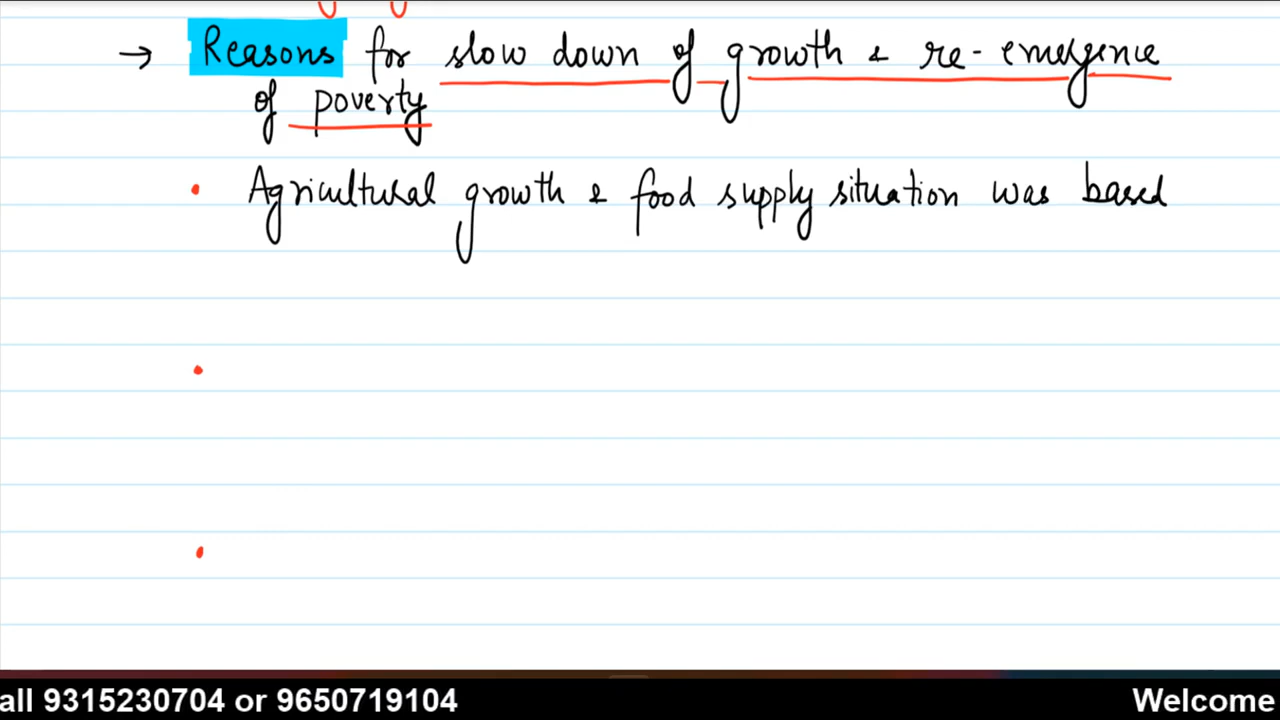 → Reasons for slow down of growth & re-emergence
of poverty
• Agricultural growth & food supply situation was based
•
•
all 9315230704 or 9650719104 Welcome